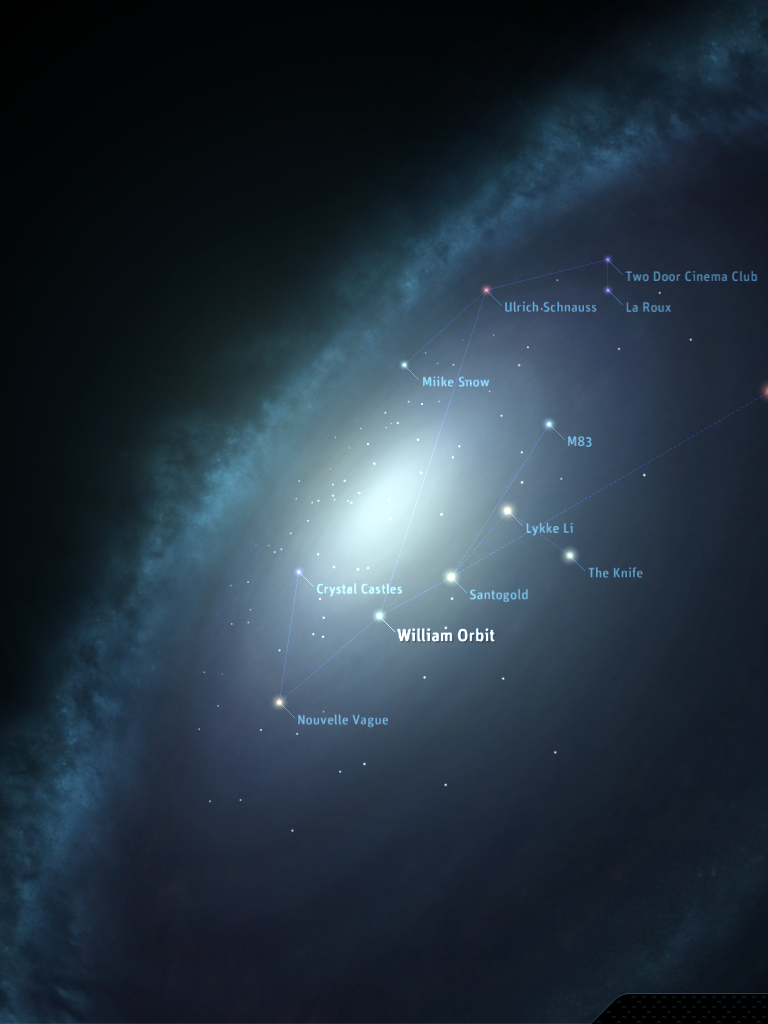 Two Door Cinema Club
Ulrich Schnauss
La Roux
Miike Snow
M83
Lykke Li
The Knife
Crystal Castles
Santogold
William Orbit
Nouvelle Vague